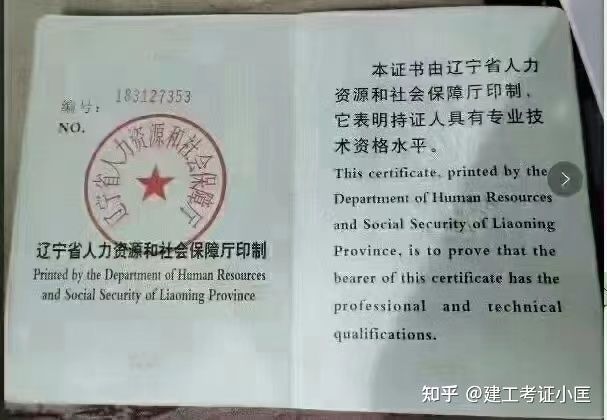 编号: 183127353
NO.
辽宁省人力资源和社会保障厅
辽宁省人力资源和社会保障厅印制
Printed by the Department of Human Resources
and Social Security of Liaoning Province
本证书由辽宁省人力
资源和社会保障厅印制,
它表明持证人具有专业技
术资格水平。
This certificate, printed by the
Department of Human Resources
and Social Security of Liaoning
Province, is to prove that the
bearer of this certificate has the
professional and technical
qualifications.
知乎 @建工考证小匡